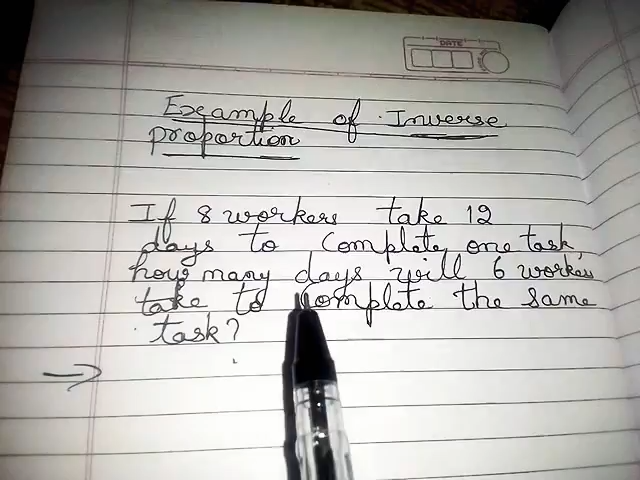 DATE
Example of Inverse
proportion
If 8 workers take 12
days to complete one task,
how many days will 6 workers
take to complete the same
task?